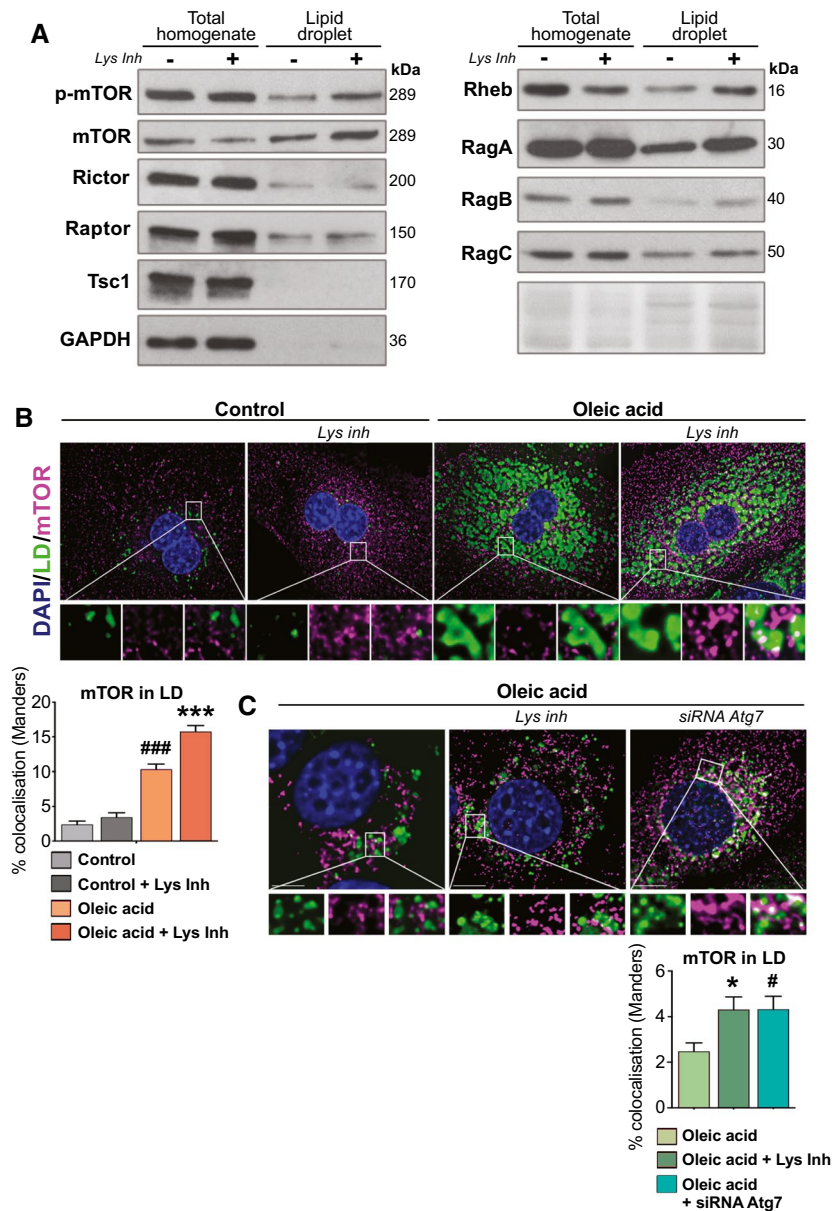 A
Total homogenate
Lipid droplet
Lys Inh
-
+
-
+
kDa
p-mTOR
289
mTOR
289
Rictor
200
Raptor
150
Tsc1
170
GAPDH
36
Total homogenate
Lipid droplet
Lys Inh
-
+
-
+
kDa
Rheb
16
RagA
30
RagB
40
RagC
50
B
Control
Oleic acid
Lys inh
Lys inh
DAPI/LD/mTOR
mTOR in LD
% colocalisation (Manders)
20
15
10
5
0
###
***
Control
Control + Lys Inh
Oleic acid
Oleic acid + Lys Inh
C
Oleic acid
Lys inh
siRNA Atg7
mTOR in LD
% colocalisation (Manders)
6
4
2
0
*
#
Oleic acid
Oleic acid + Lys Inh
Oleic acid
+ siRNA Atg7